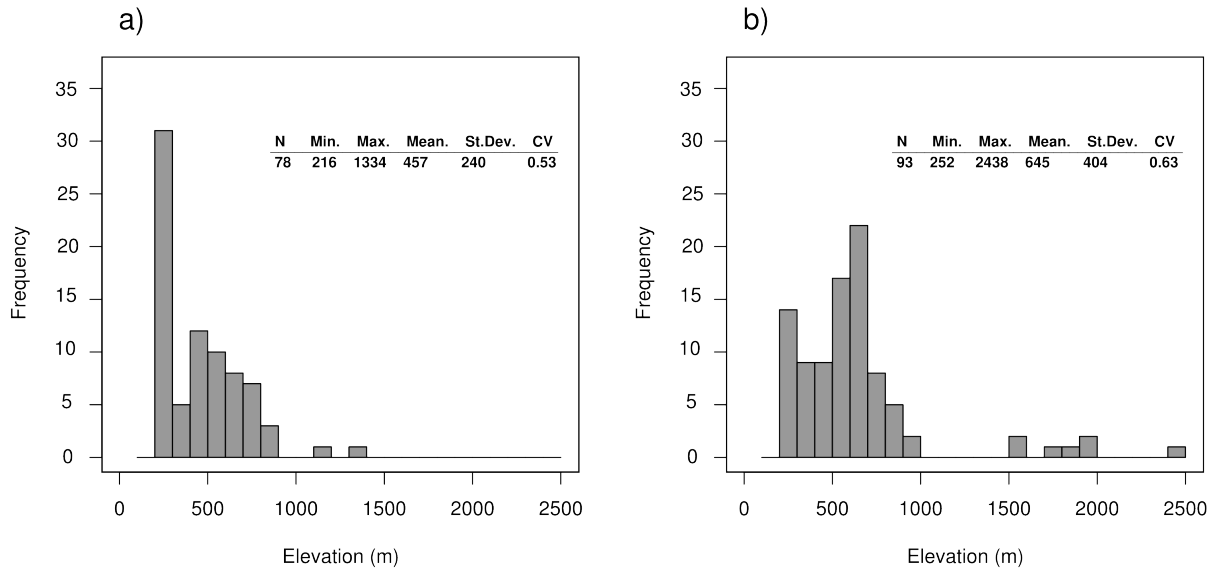 a)
N Min. Max. Mean. St.Dev. CV
78 216 1334 457 240 0.53
Frequency
35
30
25
20
15
10
5
0
0 500 1000 1500 2000 2500
Elevation (m)
b)
N Min. Max. Mean. St.Dev. CV
93 252 2438 645 404 0.63
Frequency
35
30
25
20
15
10
5
0
0 500 1000 1500 2000 2500
Elevation (m)